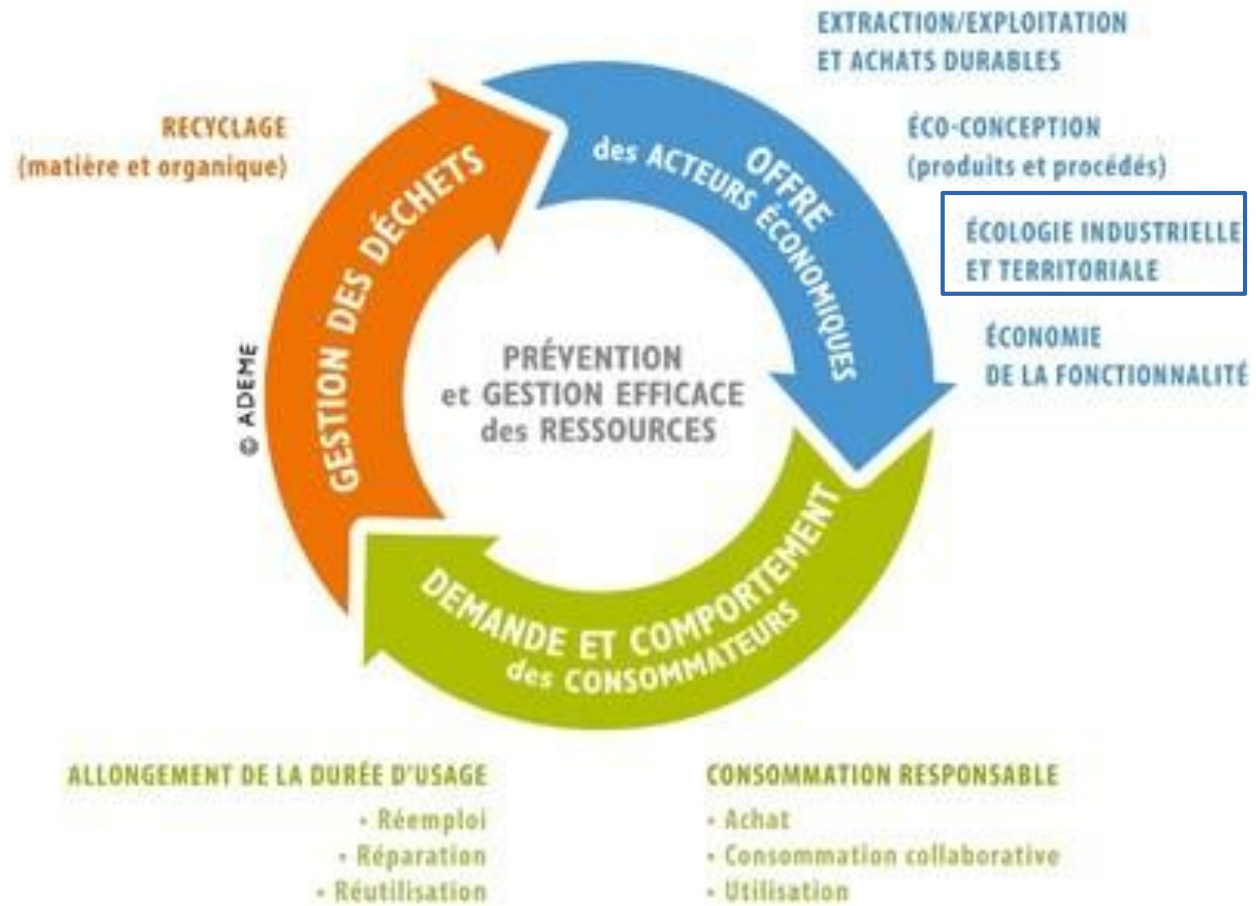 EXTRACTION/EXPLOITATION
ET ACHATS DURABLES
RECYCLAGE
(matière et organique)
ÉCO-CONCEPTION
(produits et procédés)
OFFRE
des ACTEURS ÉCONOMIQUES
ÉCOLOGIE INDUSTRIELLE
ET TERRITORIALE
ÉCONOMIE
DE LA FONCTIONNALITÉ
GESTION DES DÉCHETS
PRÉVENTION
et GESTION EFFICACE
des RESSOURCES
© ADEME
DEMANDE ET COMPORTEMENT
des CONSOMMATEURS
ALLONGEMENT DE LA DURÉE D'USAGE
• Réemploi
• Réparation
• Réutilisation
CONSOMMATION RESPONSABLE
• Achat
• Consommation collaborative
• Utilisation